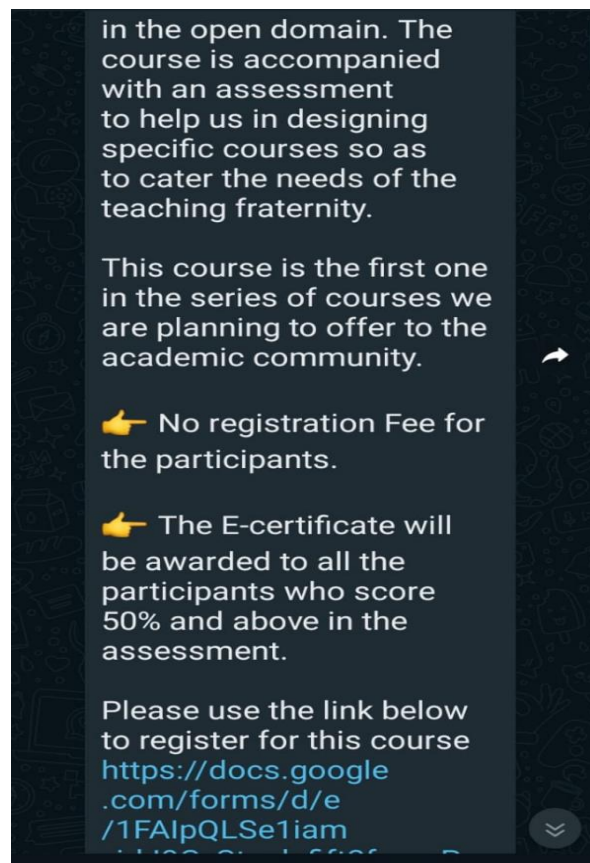 in the open domain. The
course is accompanied
with an assessment
to help us in designing
specific courses so as
to cater the needs of the
teaching fraternity.
This course is the first one
in the series of courses we
are planning to offer to the
academic community.
👉 No registration Fee for
the participants.
👉 The E-certificate will
be awarded to all the
participants who score
50% and above in the
assessment.
Please use the link below
to register for this course
https://docs.google
.com/forms/d/e
/1FAIpQLSe1iam